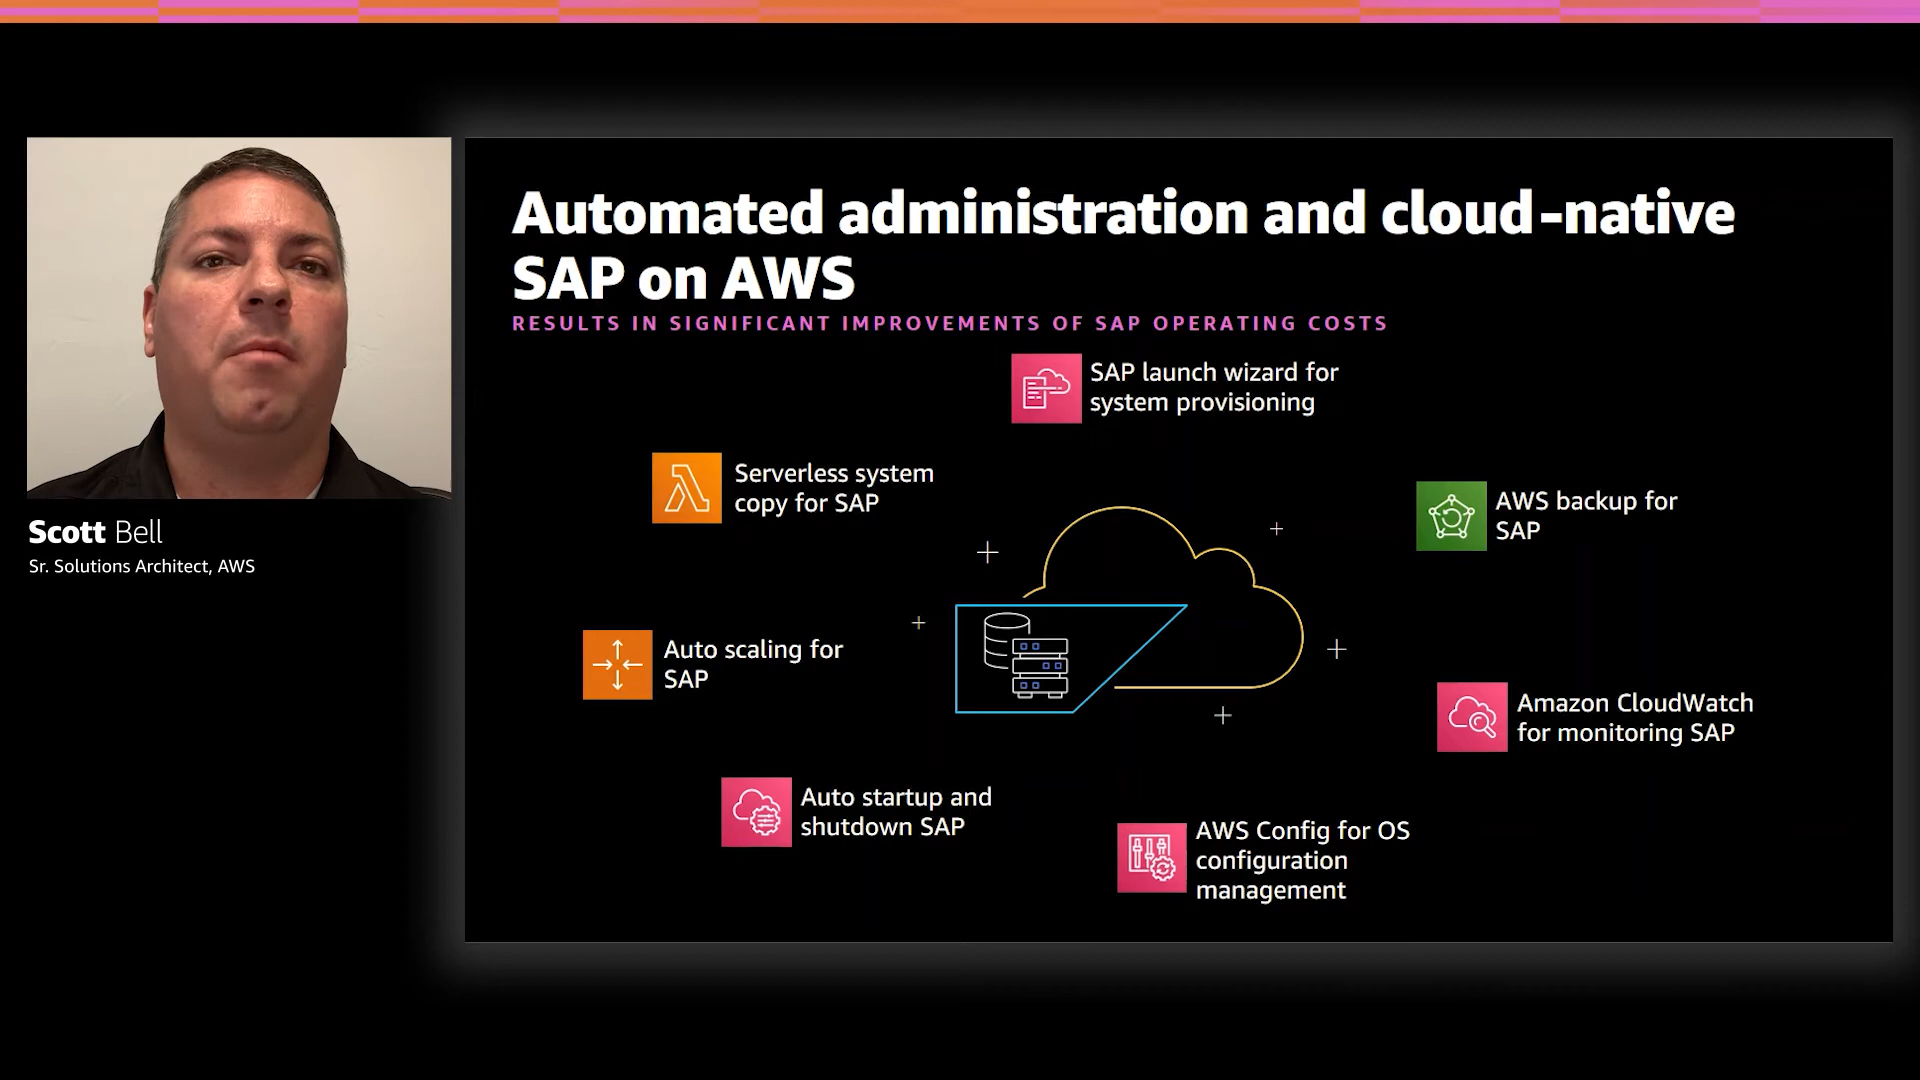 Automated administration and cloud-native
SAP on AWS
RESULTS IN SIGNIFICANT IMPROVEMENTS OF SAP OPERATING COSTS
SAP launch wizard for
system provisioning
Serverless system
copy for SAP
AWS backup for
SAP
Auto scaling for
SAP
Amazon CloudWatch
for monitoring SAP
Auto startup and
shutdown SAP
AWS Config for OS
configuration
management
Scott Bell
Sr. Solutions Architect, AWS